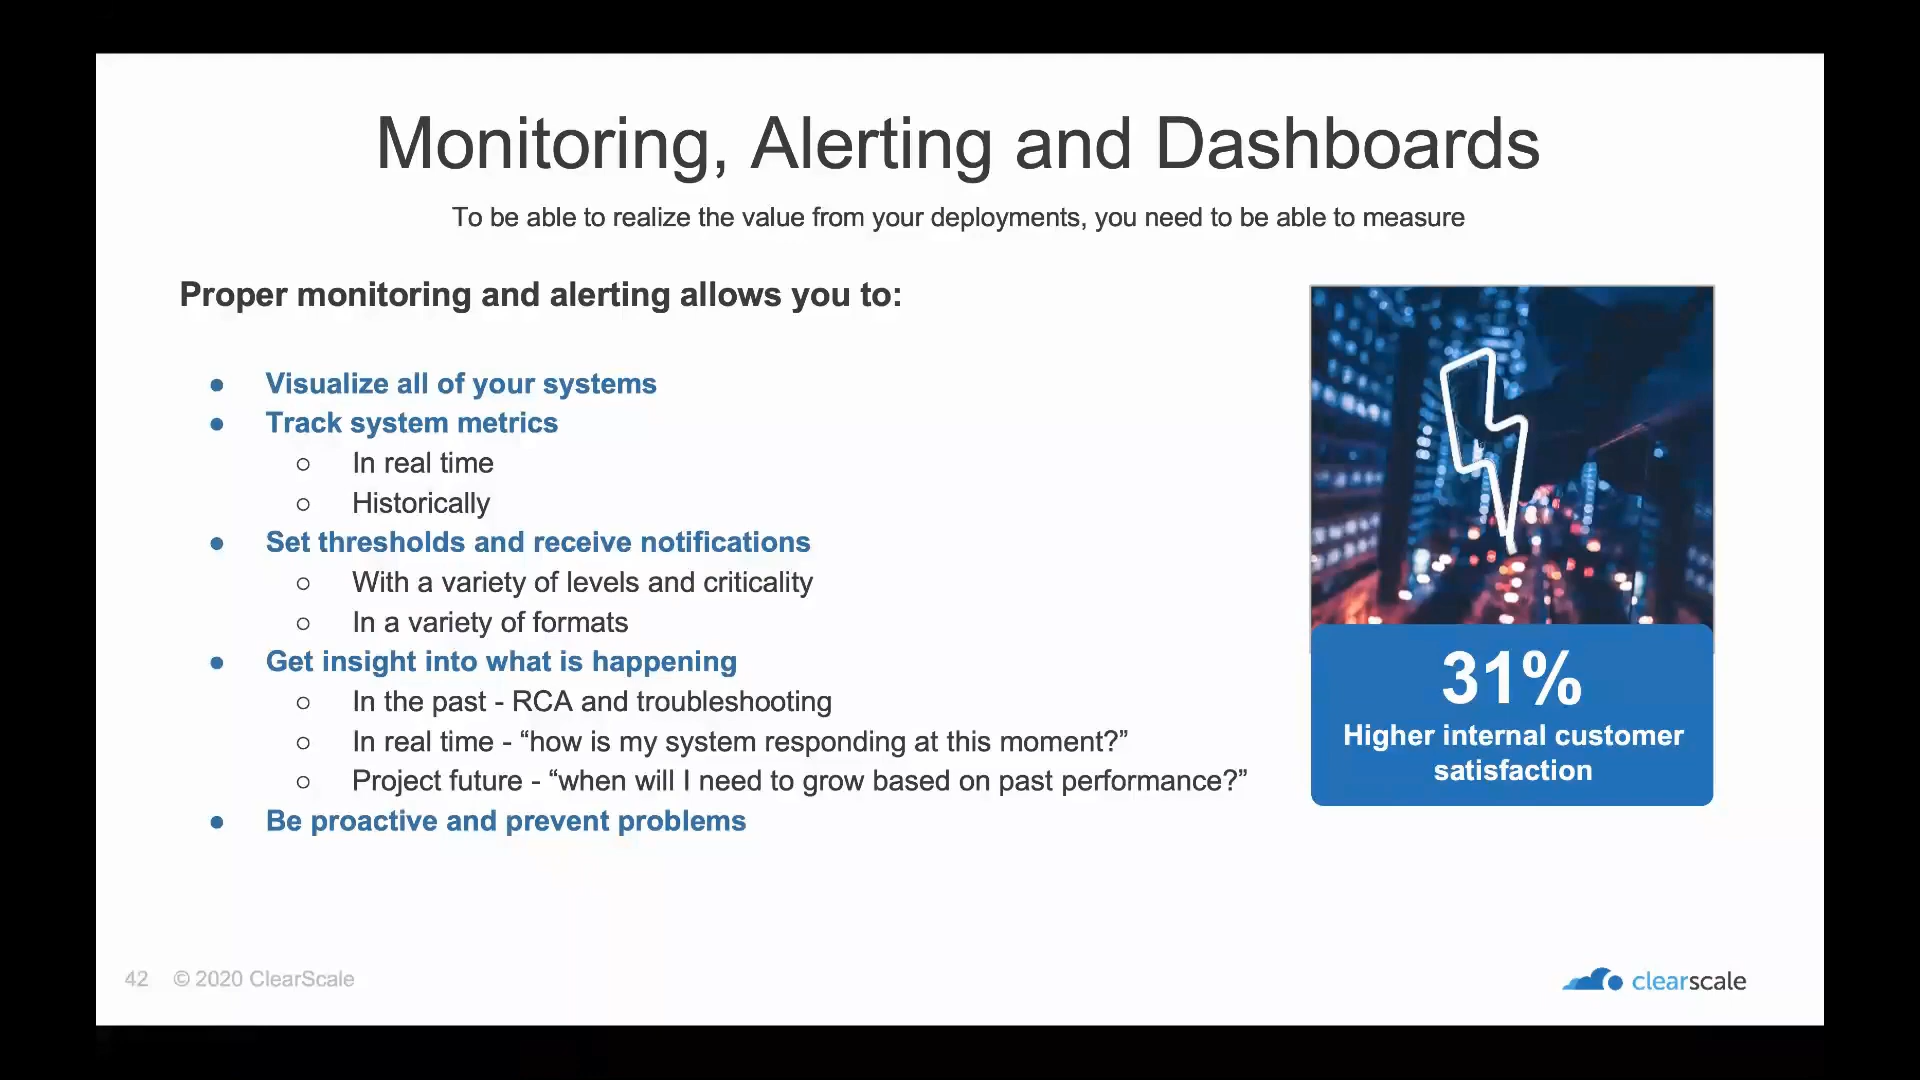 Monitoring, Alerting and Dashboards
To be able to realize the value from your deployments, you need to be able to measure
Proper monitoring and alerting allows you to:
● Visualize all of your systems
● Track system metrics
○ In real time
○ Historically
● Set thresholds and receive notifications
○ With a variety of levels and criticality
○ In a variety of formats
● Get insight into what is happening
○ In the past - RCA and troubleshooting
○ In real time - “how is my system responding at this moment?”
○ Project future - “when will I need to grow based on past performance?”
● Be proactive and prevent problems
31%
Higher internal customer
satisfaction
42 © 2020 ClearScale
clearscale